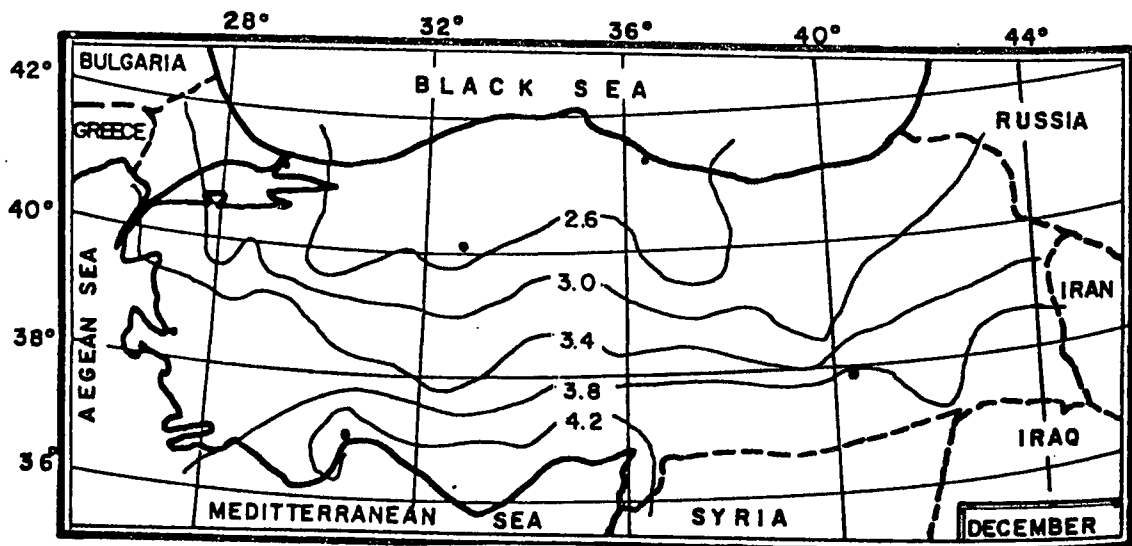 28° 32° 36° 40° 44°
42°
BULGARIA
BLACK SEA
GREECE
RUSSIA
40°
2.6
AEGEAN SEA
3.0
IRAN
38°
3.4
3.8
4.2
IRAQ
36°
MEDITTERRANEAN SEA
SYRIA
DECEMBER